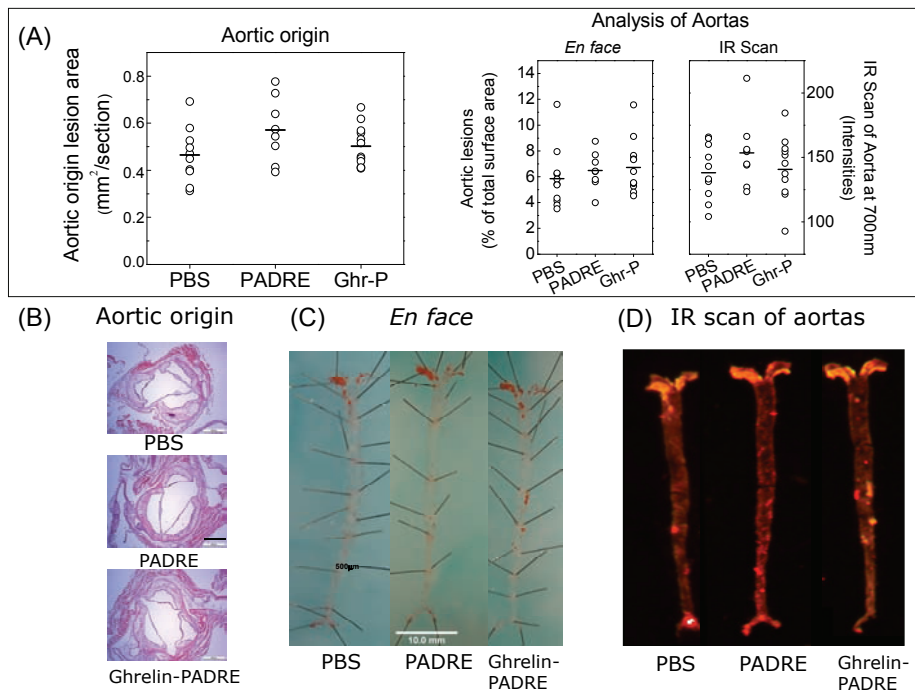 (A)
Aortic origin
Aortic origin lesion area
(mm²/section)
0.8
0.6
0.4
0.2
0.0
PBS
PADRE
Ghr-P
Analysis of Aortas
En face
IR Scan
Aortic lesions
(% of total surface area)
15
14
12
10
8
6
4
2
0
PBS
PADRE
Ghr-P
PBS
PADRE
Ghr-P
200
150
100
IR Scan of Aorta at 700nm
(Intensities)
(B)
Aortic origin
PBS
PADRE
Ghrelin-PADRE
(C)
En face
500µm
10.0 mm
PBS
PADRE
Ghrelin-
PADRE
(D)
IR scan of aortas
PBS
PADRE
Ghrelin-
PADRE